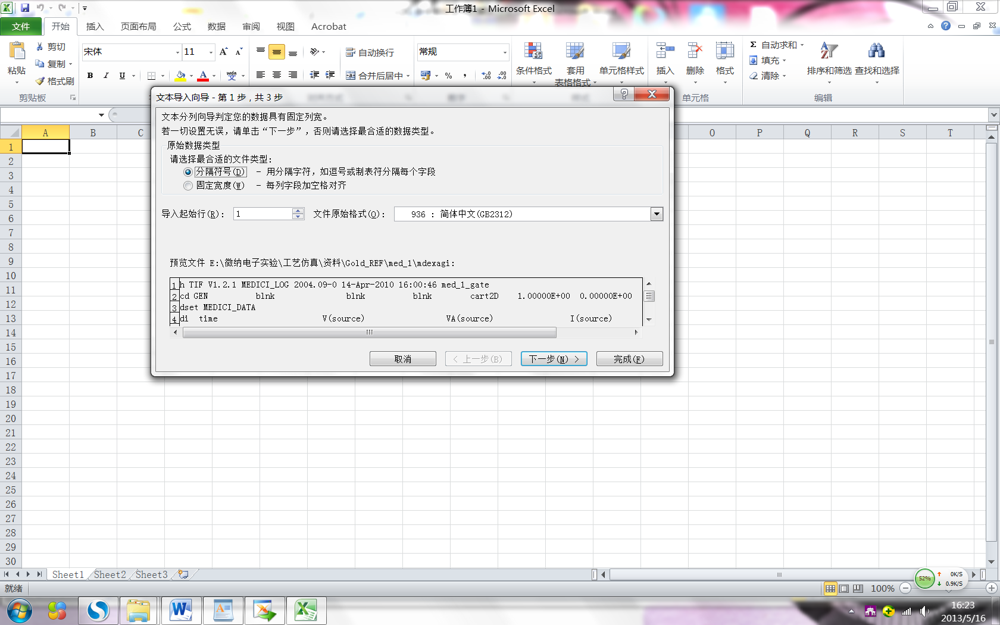 工作簿1 - Microsoft Excel
文件 开始 插入 页面布局 公式 数据 审阅 视图 Acrobat
粘贴 剪切 复制 格式刷
剪贴板
宋体 11
B I U A wén
自动换行
合并后居中
常规
% ,
条件格式 套用 表格格式 单元格样式
插入 删除 格式
单元格
Σ 自动求和
填充
清除
排序和筛选 查找和选择
编辑
文本导入向导 - 第 1 步，共 3 步
文本分列向导判定您的数据具有固定列宽。
若一切设置无误，请单击“下一步”，否则请选择最合适的数据类型。
原始数据类型
请选择最合适的文件类型:
分隔符号(D) - 用分隔字符，如逗号或制表符分隔每个字段
固定宽度(W) - 每列字段加空格对齐
导入起始行(R): 1 文件原始格式(O): 936 : 简体中文(GB2312)
预览文件 E:\微纳电子实验\工艺仿真\资料\Gold_REF\med_1\mdexagi:
1 h TIF V1.2.1 MEDICI_LOG 2004.09-0 14-Apr-2010 16:00:46 med_1_gate
2 cd GEN blnk blnk blnk cart2D 1.00000E+00 0.00000E+00
3 dset MEDICI_DATA
4 di time V(source) VA(source) I(source)
取消 < 上一步(B) 下一步(N) > 完成(F)
A B C O P Q R S T
1
2
3
4
5
6
7
8
9
10
11
12
13
14
15
16
17
18
19
20
21
22
23
24
25
26
27
28
29
30
Sheet1 Sheet2 Sheet3
52% 0K/S
0.9K/S
就绪 100%
16:23
2013/5/16